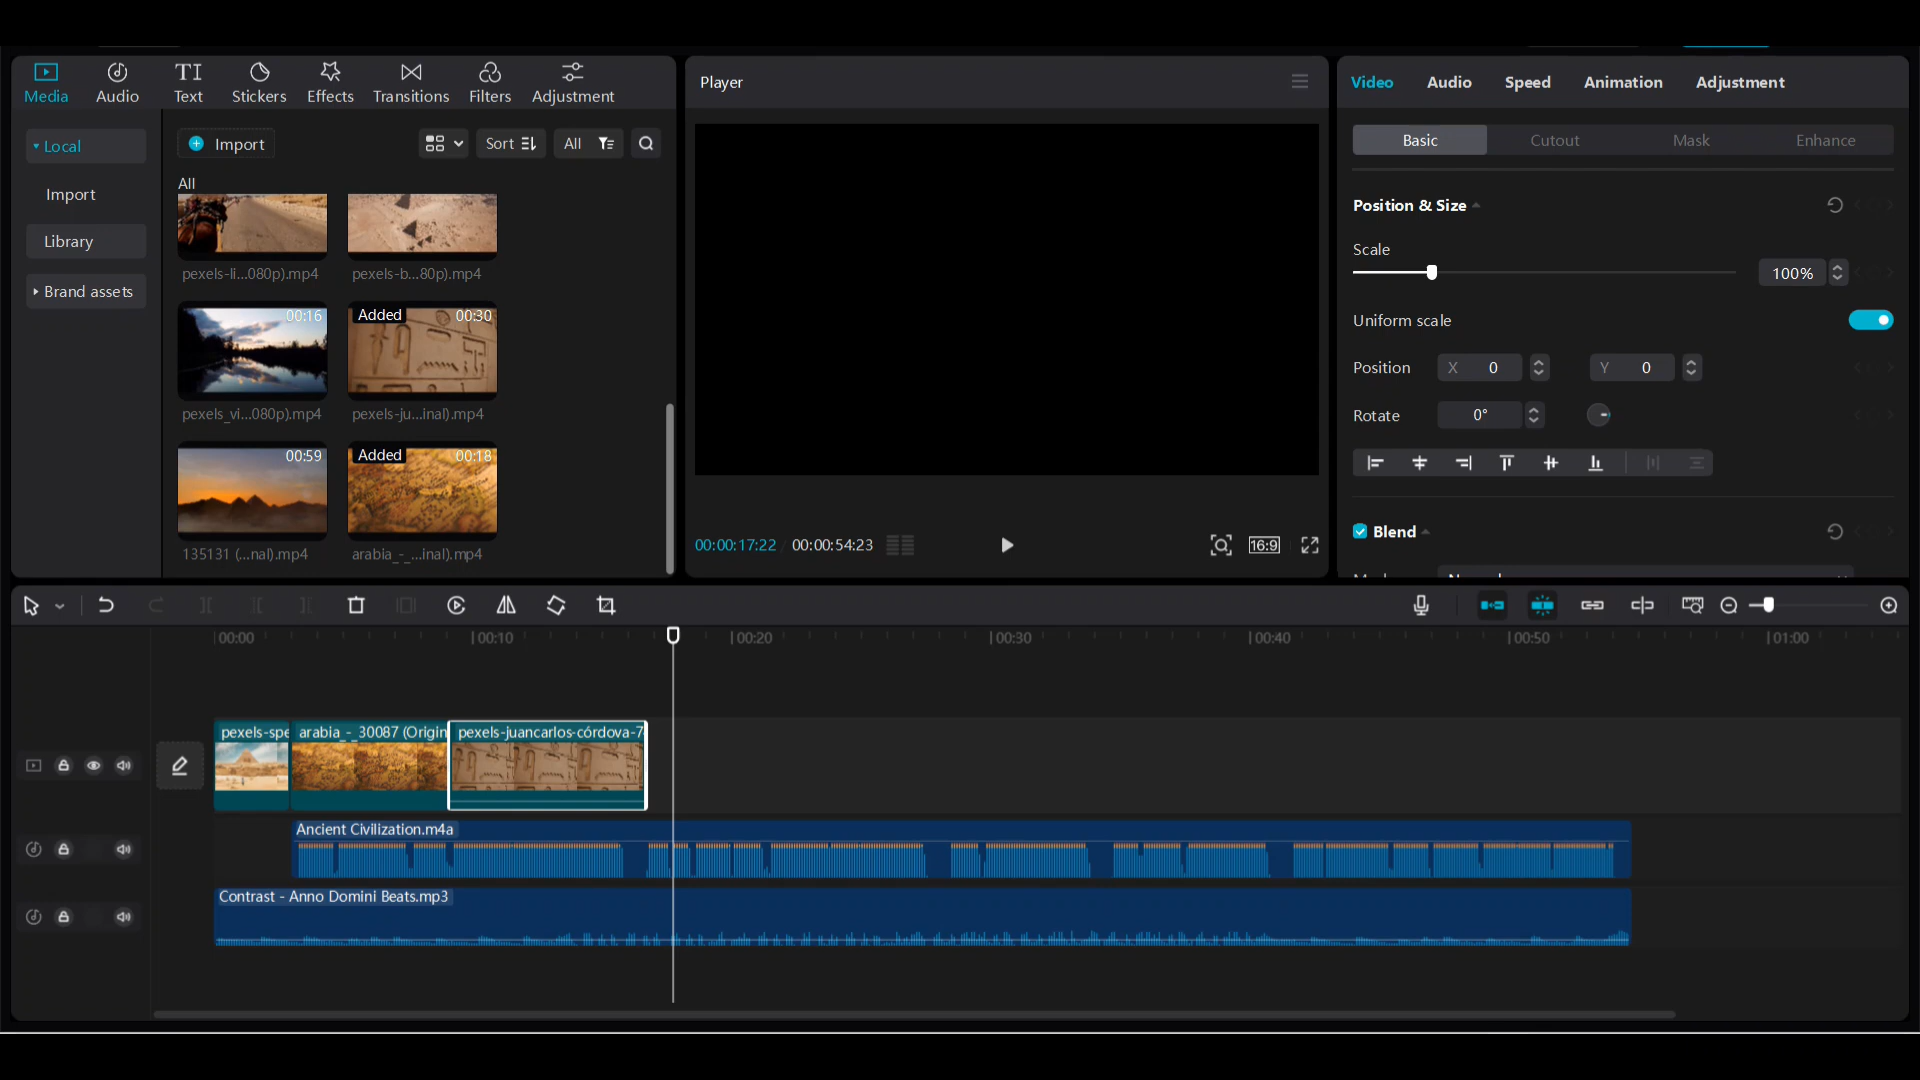 Media
Audio
Text
Stickers
Effects
Transitions
Filters
Adjustment
Local
Import
Library
Brand assets
Import
Sort
All
All
pexels-li...080p).mp4
pexels-b...80p).mp4
00:16
pexels_vi...080p).mp4
Added
00:30
pexels-ju...inal).mp4
00:59
135131 (...nal).mp4
Added
00:18
arabia_-_...inal).mp4
Player
00:00:17:22
00:00:54:23
16:9
Video
Audio
Speed
Animation
Adjustment
Basic
Cutout
Mask
Enhance
Position & Size
Scale
100%
Uniform scale
Position
X 0
Y 0
Rotate
0°
Blend
00:00
00:10
00:20
00:30
00:40
00:50
01:00
pexels-spe
arabia_-_30087 (Origin
pexels-juancarlos-córdova-7
Ancient Civilization.m4a
Contrast - Anno Domini Beats.mp3